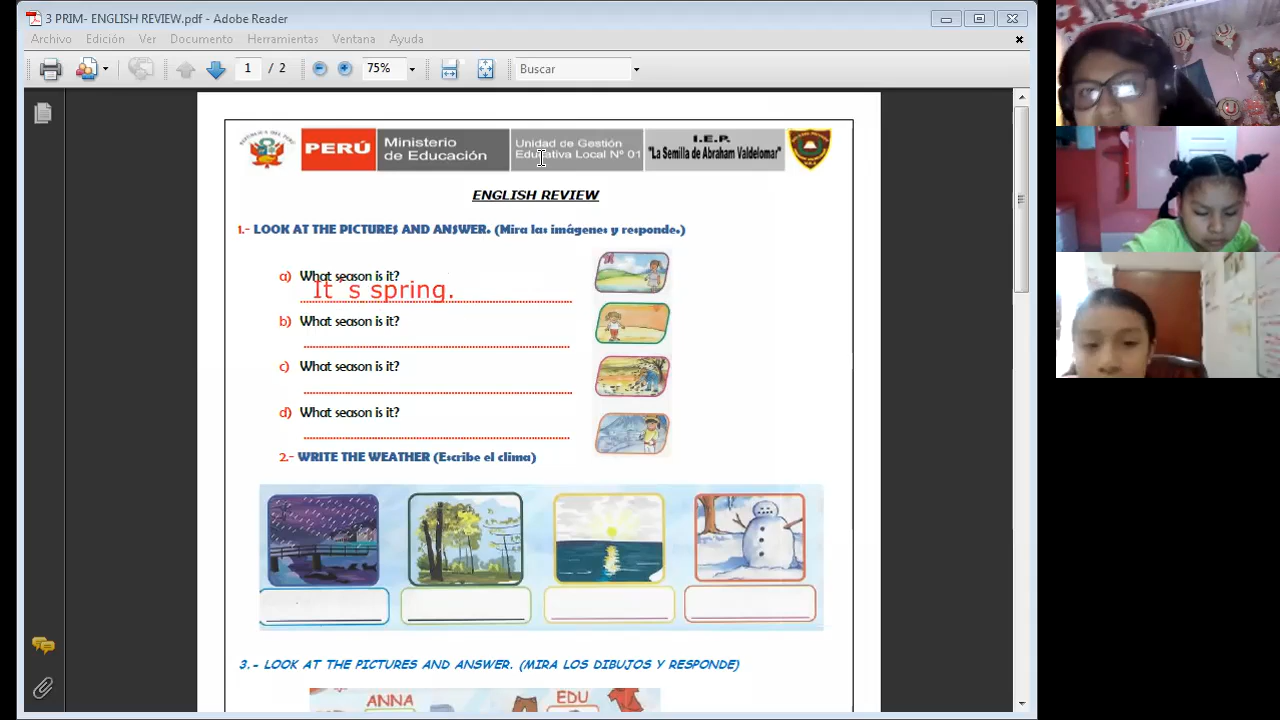 3 PRIM- ENGLISH REVIEW.pdf - Adobe Reader
Archivo Edición Ver Documento Herramientas Ventana Ayuda
1 / 2 75% Buscar
PERÚ
Ministerio
de Educación
Unidad de Gestión
Educativa Local Nº 01
I.E.P.
"La Semilla de Abraham Valdelomar"
ENGLISH REVIEW
1.- LOOK AT THE PICTURES AND ANSWER. (Mira las imágenes y responde.)
a) What season is it?
It´s spring.
b) What season is it?
c) What season is it?
d) What season is it?
2.- WRITE THE WEATHER (Escribe el clima)
3.- LOOK AT THE PICTURES AND ANSWER. (MIRA LOS DIBUJOS Y RESPONDE)
ANNA EDU